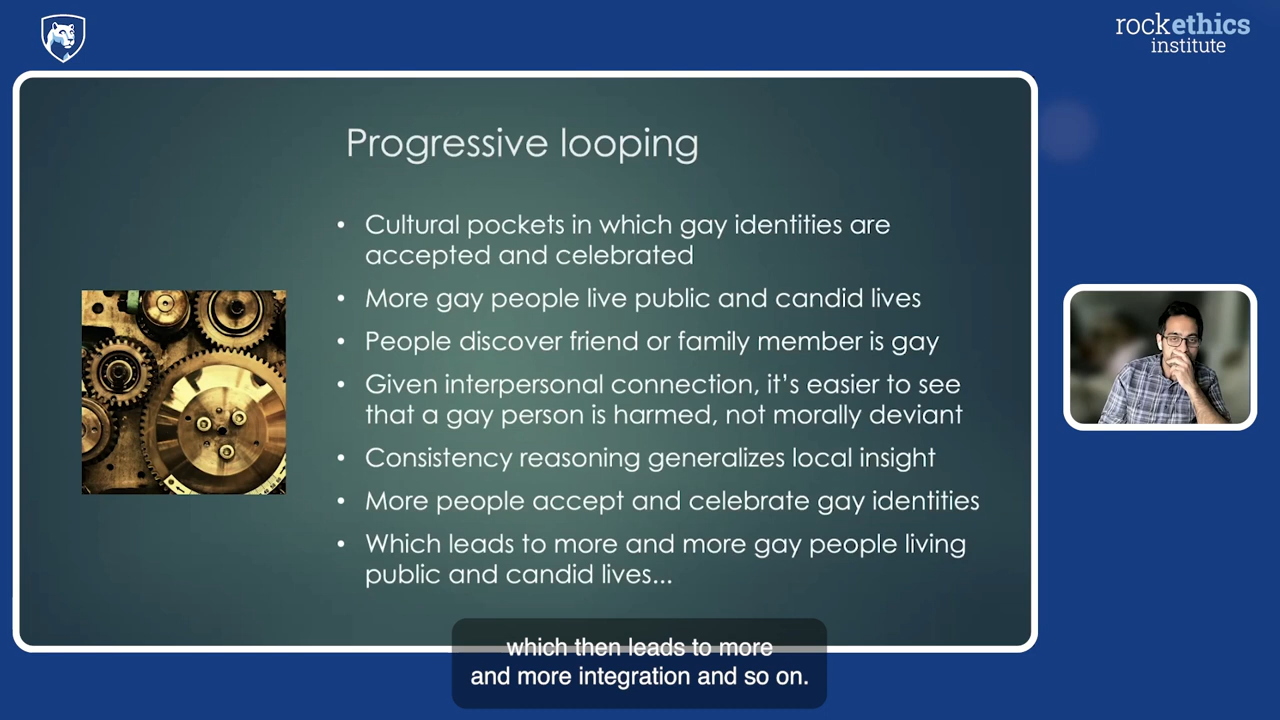 rockethics
institute
Progressive looping
• Cultural pockets in which gay identities are
accepted and celebrated
• More gay people live public and candid lives
• People discover friend or family member is gay
• Given interpersonal connection, it's easier to see
that a gay person is harmed, not morally deviant
• Consistency reasoning generalizes local insight
• More people accept and celebrate gay identities
• Which leads to more and more gay people living
public and candid lives...
which then leads to more
and more integration and so on.